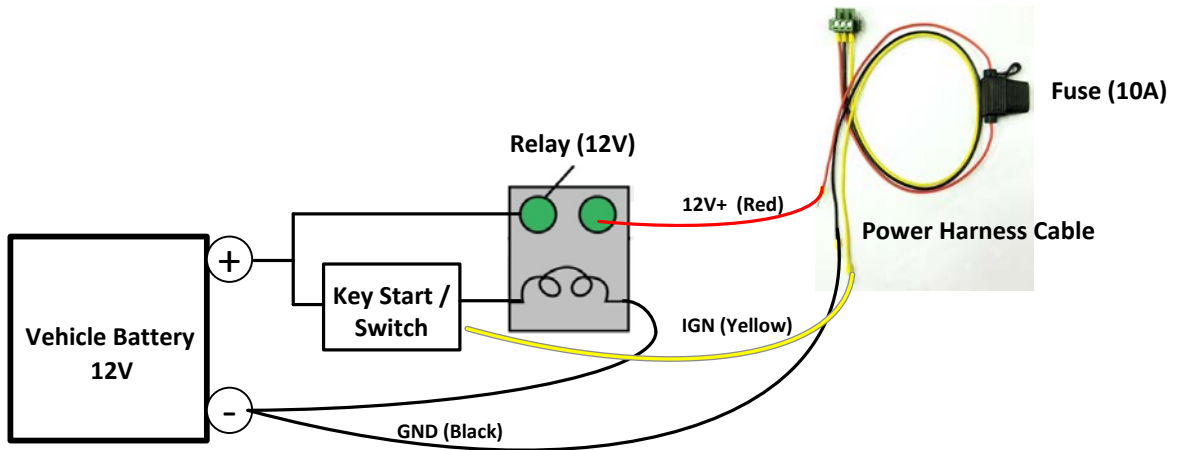 Fuse (10A)
Relay (12V)
12V+ (Red)
Power Harness Cable
+
Key Start /
Switch
IGN (Yellow)
Vehicle Battery
12V
-
GND (Black)